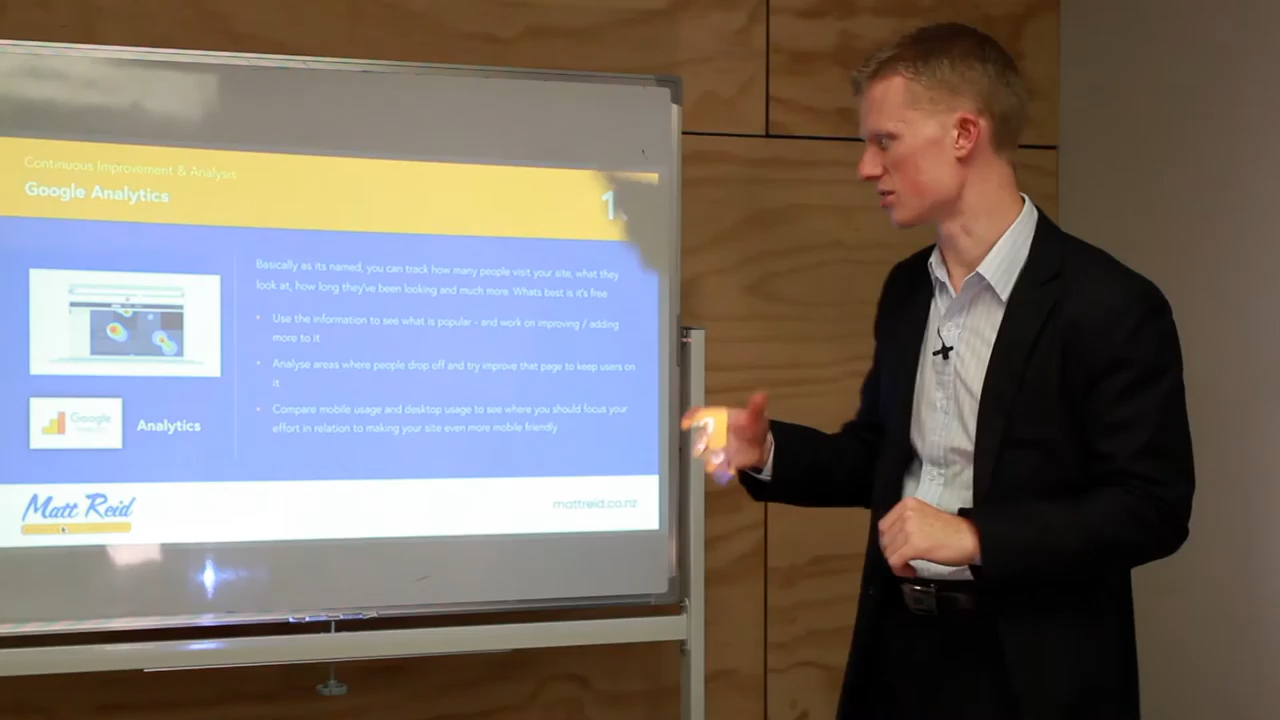 Continuous Improvement & Analysis
Google Analytics
1
Basically as its named, you can track how many people visit your site, what they
look at, how long they've been looking and much more. Whats best is it's free
• Use the information to see what is popular - and work on improving / adding
more to it
• Analyse areas where people drop off and try improve that page to keep users on
it
• Compare mobile usage and desktop usage to see where you should focus your
effort in relation to making your site even more mobile friendly
Google
Analytics
Matt Reid
mattreid.co.nz